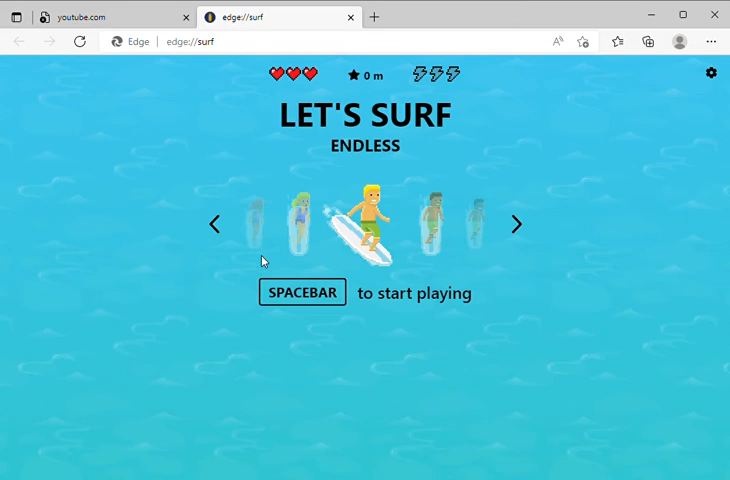 youtube.com
edge://surf
Edge
edge://surf
0 m
LET'S SURF
ENDLESS
SPACEBAR to start playing